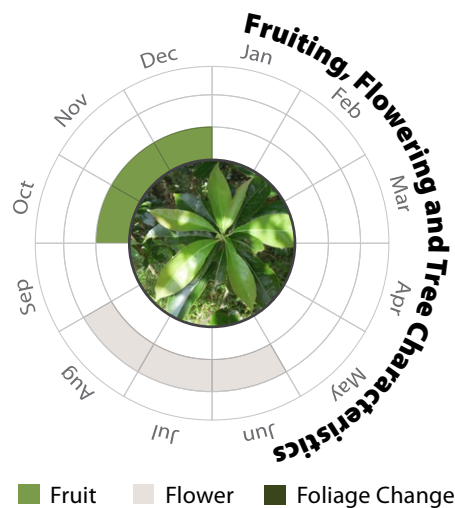 Fruiting, Flowering and Tree Characteristics
Jan
Feb
Mar
Apr
May
Jun
Jul
Aug
Sep
Oct
Nov
Dec
Fruit
Flower
Foliage Change